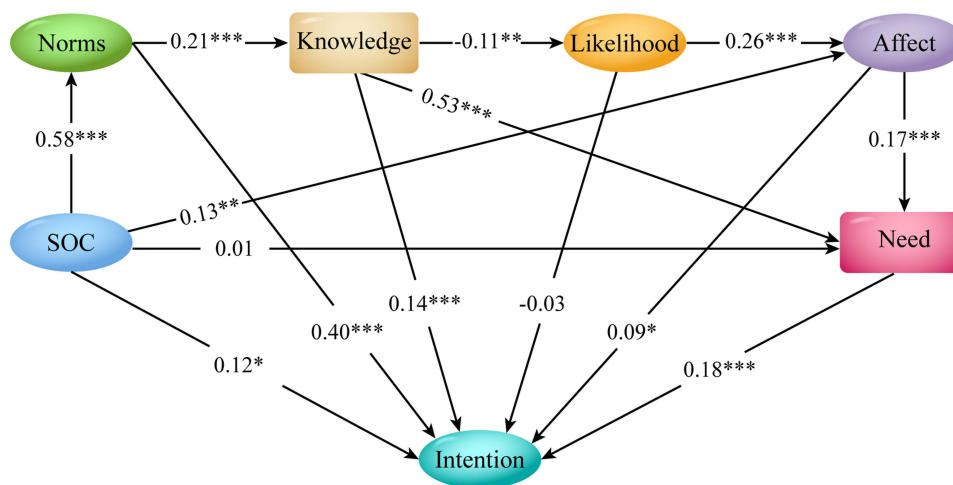 Norms
0.21***
Knowledge
-0.11**
Likelihood
0.26***
Affect
0.53***
0.58***
0.17***
0.13**
SOC
0.01
Need
0.14***
-0.03
0.40***
0.09*
0.12*
0.18***
Intention